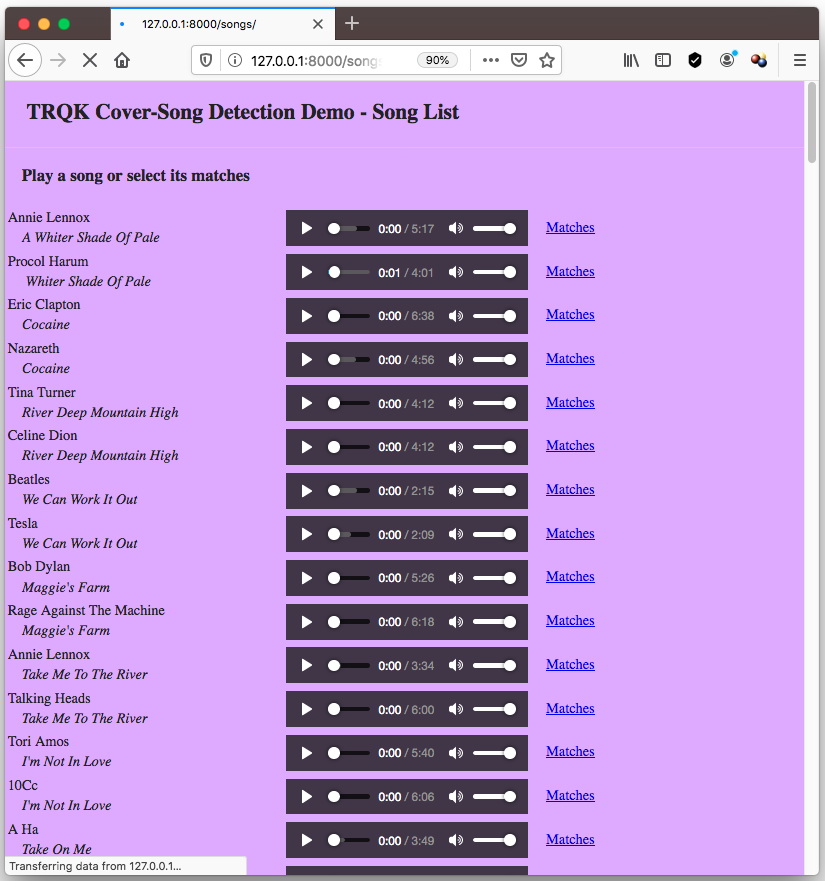 127.0.0.1:8000/songs/
127.0.0.1:8000/song
90%
TRQK Cover-Song Detection Demo - Song List
Play a song or select its matches
Annie Lennox
A Whiter Shade Of Pale
0:00 / 5:17
Matches
Procol Harum
Whiter Shade Of Pale
0:01 / 4:01
Matches
Eric Clapton
Cocaine
0:00 / 6:38
Matches
Nazareth
Cocaine
0:00 / 4:56
Matches
Tina Turner
River Deep Mountain High
0:00 / 4:12
Matches
Celine Dion
River Deep Mountain High
0:00 / 4:12
Matches
Beatles
We Can Work It Out
0:00 / 2:15
Matches
Tesla
We Can Work It Out
0:00 / 2:09
Matches
Bob Dylan
Maggie's Farm
0:00 / 5:26
Matches
Rage Against The Machine
Maggie's Farm
0:00 / 6:18
Matches
Annie Lennox
Take Me To The River
0:00 / 3:34
Matches
Talking Heads
Take Me To The River
0:00 / 6:00
Matches
Tori Amos
I'm Not In Love
0:00 / 5:40
Matches
10Cc
I'm Not In Love
0:00 / 6:06
Matches
A Ha
Take On Me
0:00 / 3:49
Matches
Transferring data from 127.0.0.1...